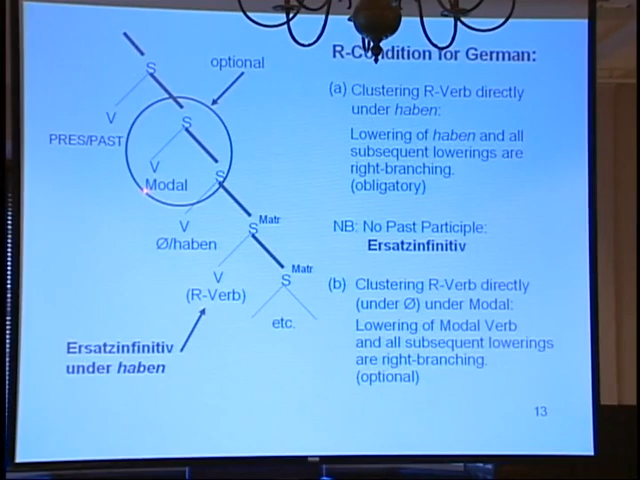 R-Condition for German:
optional
S
(a) Clustering R-Verb directly
under haben:
V
PRES/PAST
S
Lowering of haben and all
subsequent lowerings are
right-branching.
(obligatory)
V
Modal
S
V
Ø/haben
S Matr
NB: No Past Participle:
Ersatzinfinitiv
V
(R-Verb)
S Matr
(b) Clustering R-Verb directly
(under Ø) under Modal:
etc.
Lowering of Modal Verb
and all subsequent lowerings
are right-branching.
(optional)
Ersatzinfinitiv
under haben
13